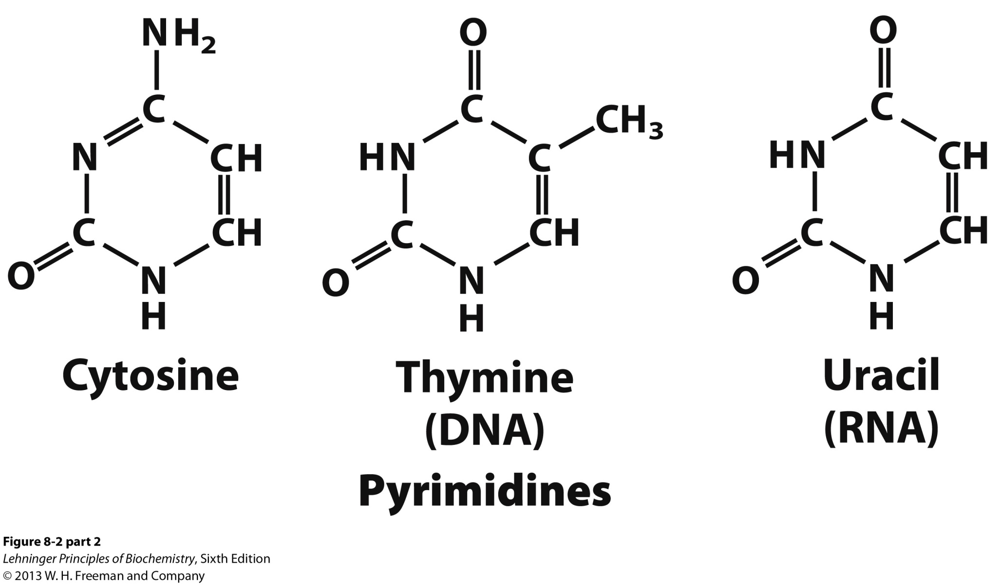 NH2 O O
C C CH3 C
N CH HN C HN CH
C CH C CH C CH
O N O N O N
H H H
Cytosine Thymine Uracil
(DNA) (RNA)
Pyrimidines
Figure 8-2 part 2
Lehninger Principles of Biochemistry, Sixth Edition
© 2013 W. H. Freeman and Company